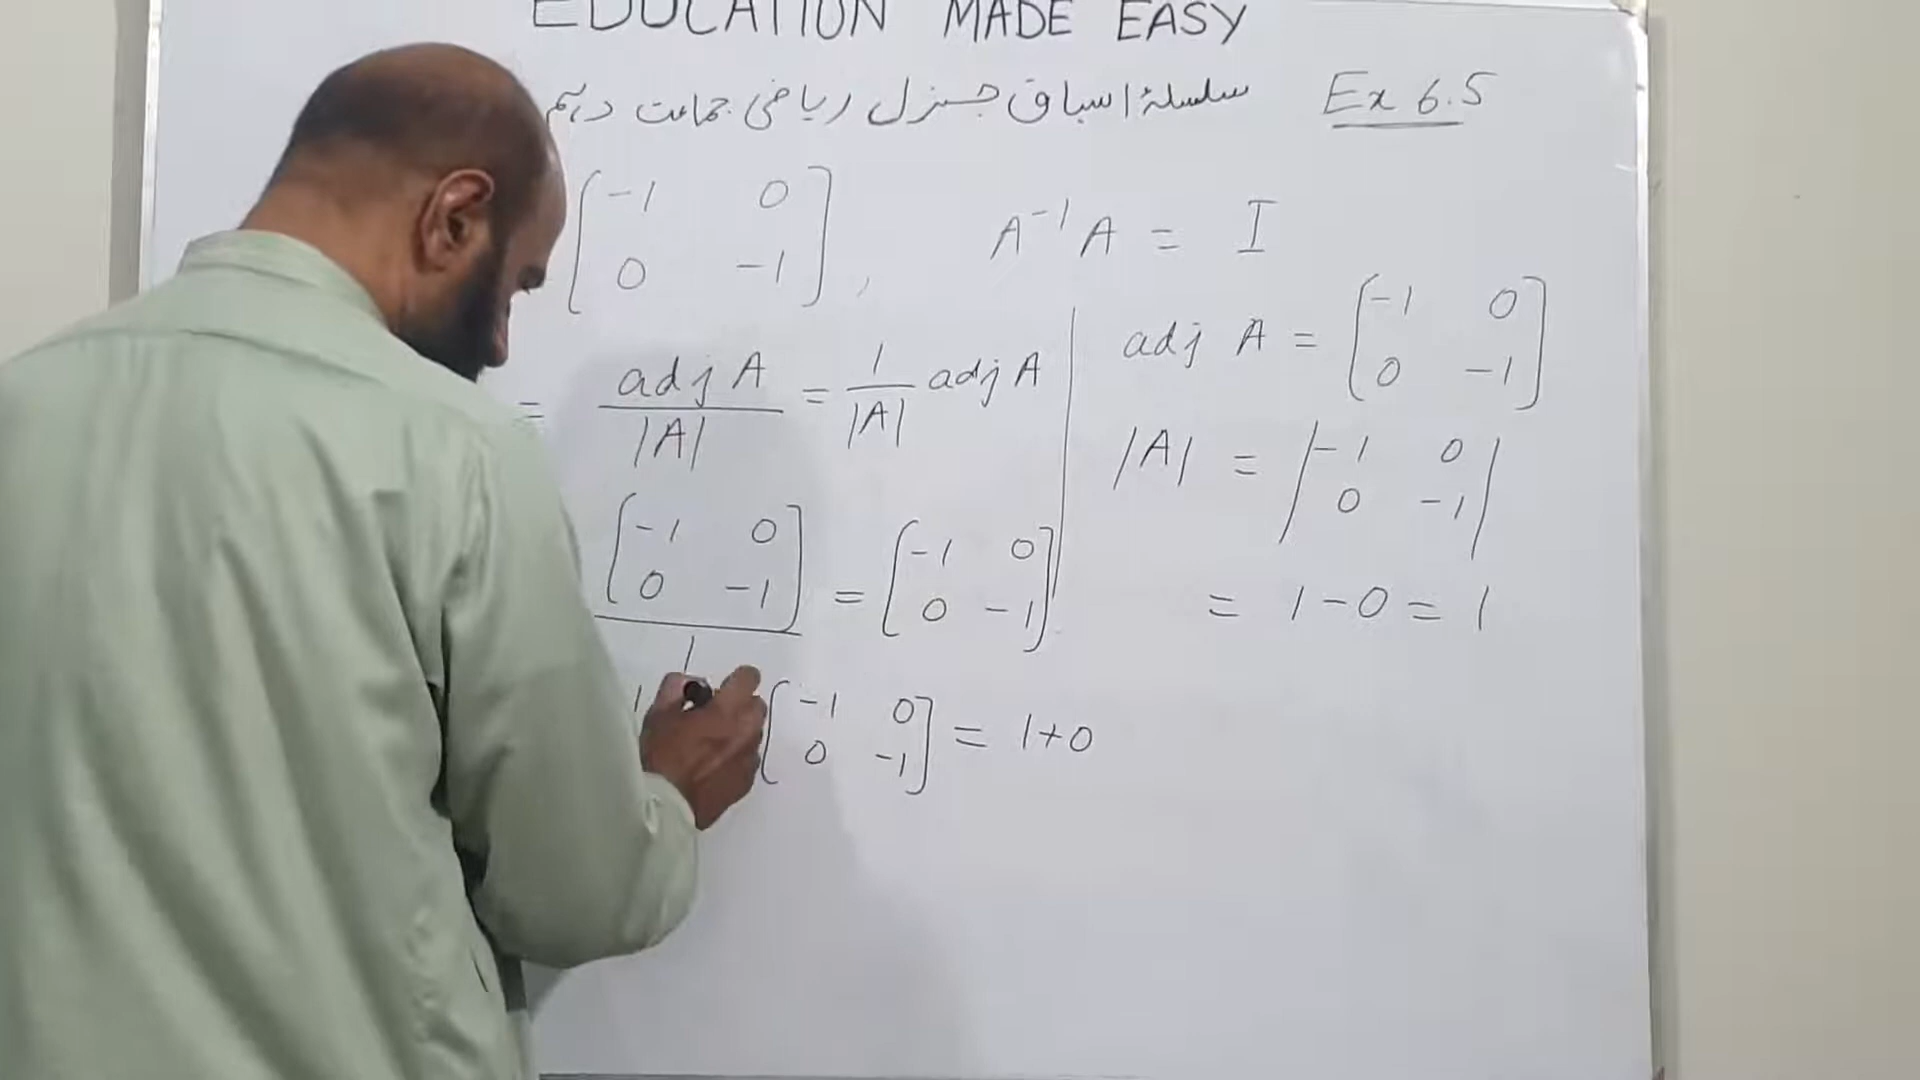 EDUCATION MADE EASY
سلسلۂ اسباق جنرل ریاضی جماعت دہم Ex 6.5
[-1 0
0 -1], A⁻¹A = I
= adj A / |A| = 1/|A| adj A
adj A = [-1 0
0 -1]
|A| = |-1 0
0 -1|
= 1-0 = 1
[-1 0
0 -1] / 1 = [-1 0
0 -1]
[-1 0
0 -1] = 1+0